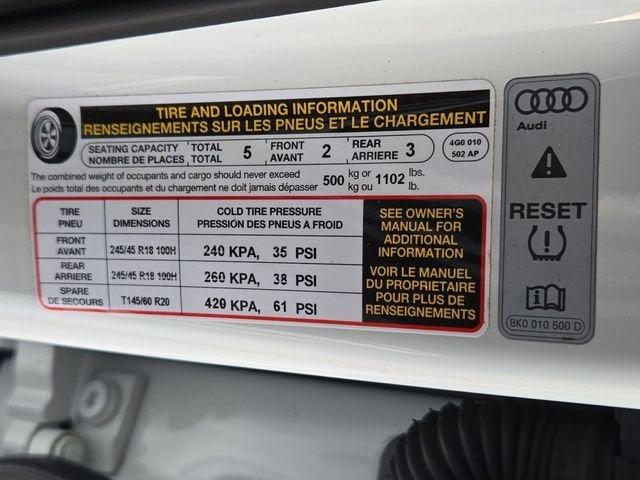 TIRE AND LOADING INFORMATION
RENSEIGNEMENTS SUR LES PNEUS ET LE CHARGEMENT
SEATING CAPACITY TOTAL 5 FRONT 2 REAR 3
NOMBRE DE PLACES TOTAL AVANT ARRIERE
4G0 010
502 AP
The combined weight of occupants and cargo should never exceed 500 kg or 1102 lbs.
Le poids total des occupants et du chargement ne doit jamais dépasser kg ou lb.
TIRE SIZE COLD TIRE PRESSURE
PNEU DIMENSIONS PRESSION DES PNEUS A FROID
FRONT
AVANT 245/45 R18 100H 240 KPA, 35 PSI
REAR
ARRIERE 245/45 R18 100H 260 KPA, 38 PSI
SPARE
DE SECOURS T145/60 R20 420 KPA, 61 PSI
SEE OWNER'S
MANUAL FOR
ADDITIONAL
INFORMATION
VOIR LE MANUEL
DU PROPRIETAIRE
POUR PLUS DE
RENSEIGNEMENTS
Audi
RESET
8K0 010 500 D